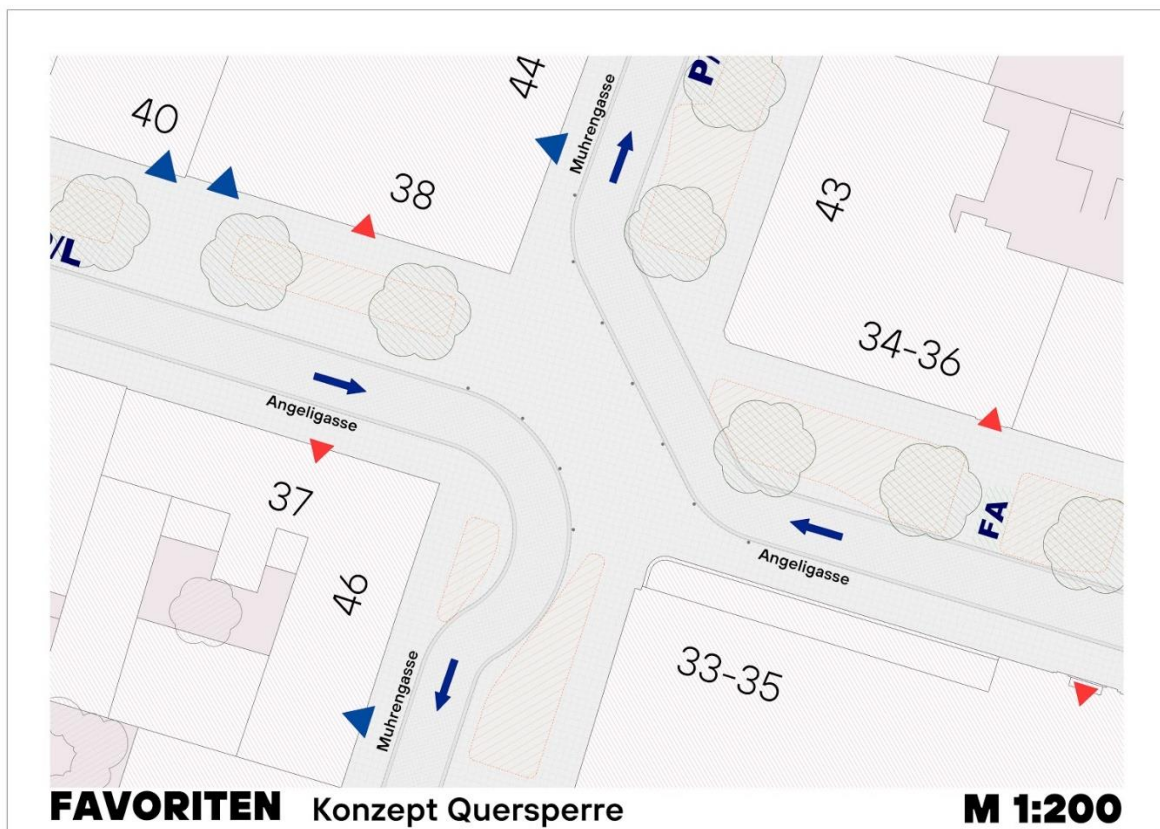 40
38
44
Muhrengasse
P/
43
34-36
/L
Angeligasse
37
46
Muhrengasse
FA
Angeligasse
33-35
FAVORITEN Konzept Quersperre M 1:200